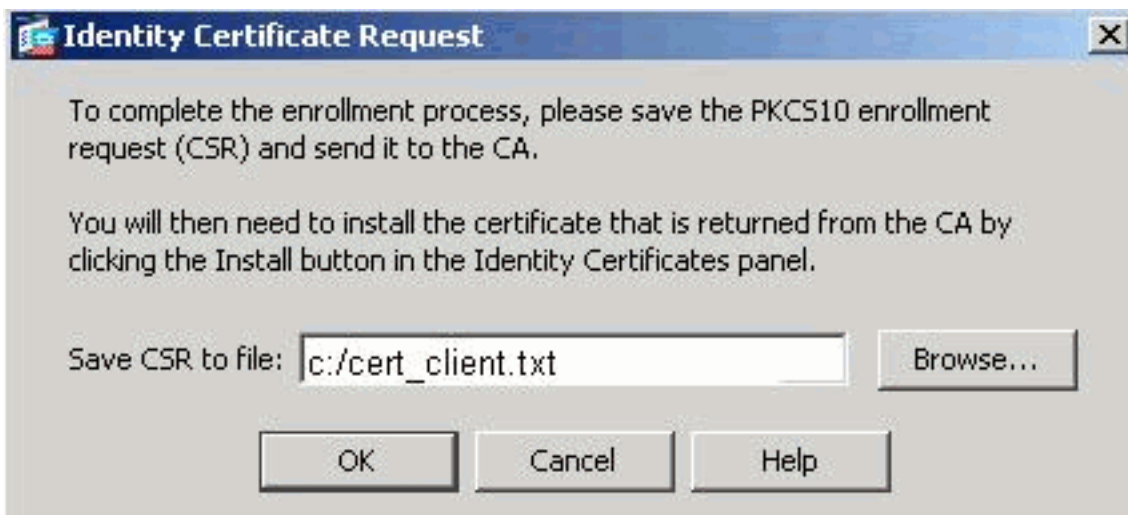 Identity Certificate Request
To complete the enrollment process, please save the PKCS10 enrollment
request (CSR) and send it to the CA.
You will then need to install the certificate that is returned from the CA by
clicking the Install button in the Identity Certificates panel.
Save CSR to file: c:/cert_client.txt Browse...
OK Cancel Help